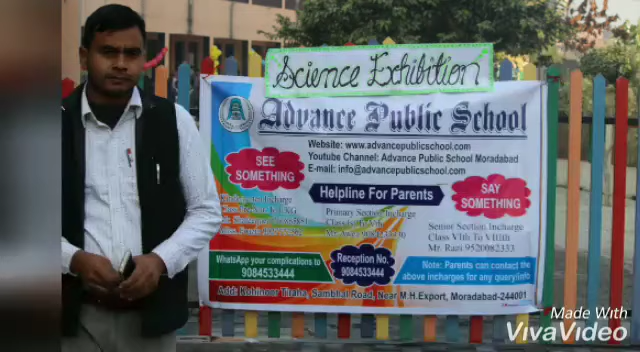 Science Exhibition
Advance Public School
Website: www.advancepublicschool.com
Youtube Channel: Advance Public School Moradabad
E-mail: info@advancepublicschool.com
SEE
SOMETHING
Helpline For Parents
SAY
SOMETHING
Primary Section Incharge
Senior Section Incharge
Class VIth To VIIIth
Mr. Ravi 9520082333
WhatsApp your complications to
9084533444
Reception No.
9084533444
Note: Parents can contact the
above incharges for any query/info
Add: Kohinoor Tiraha, Sambhal Road, Near M.H.Export, Moradabad-244001
Made With
VivaVideo